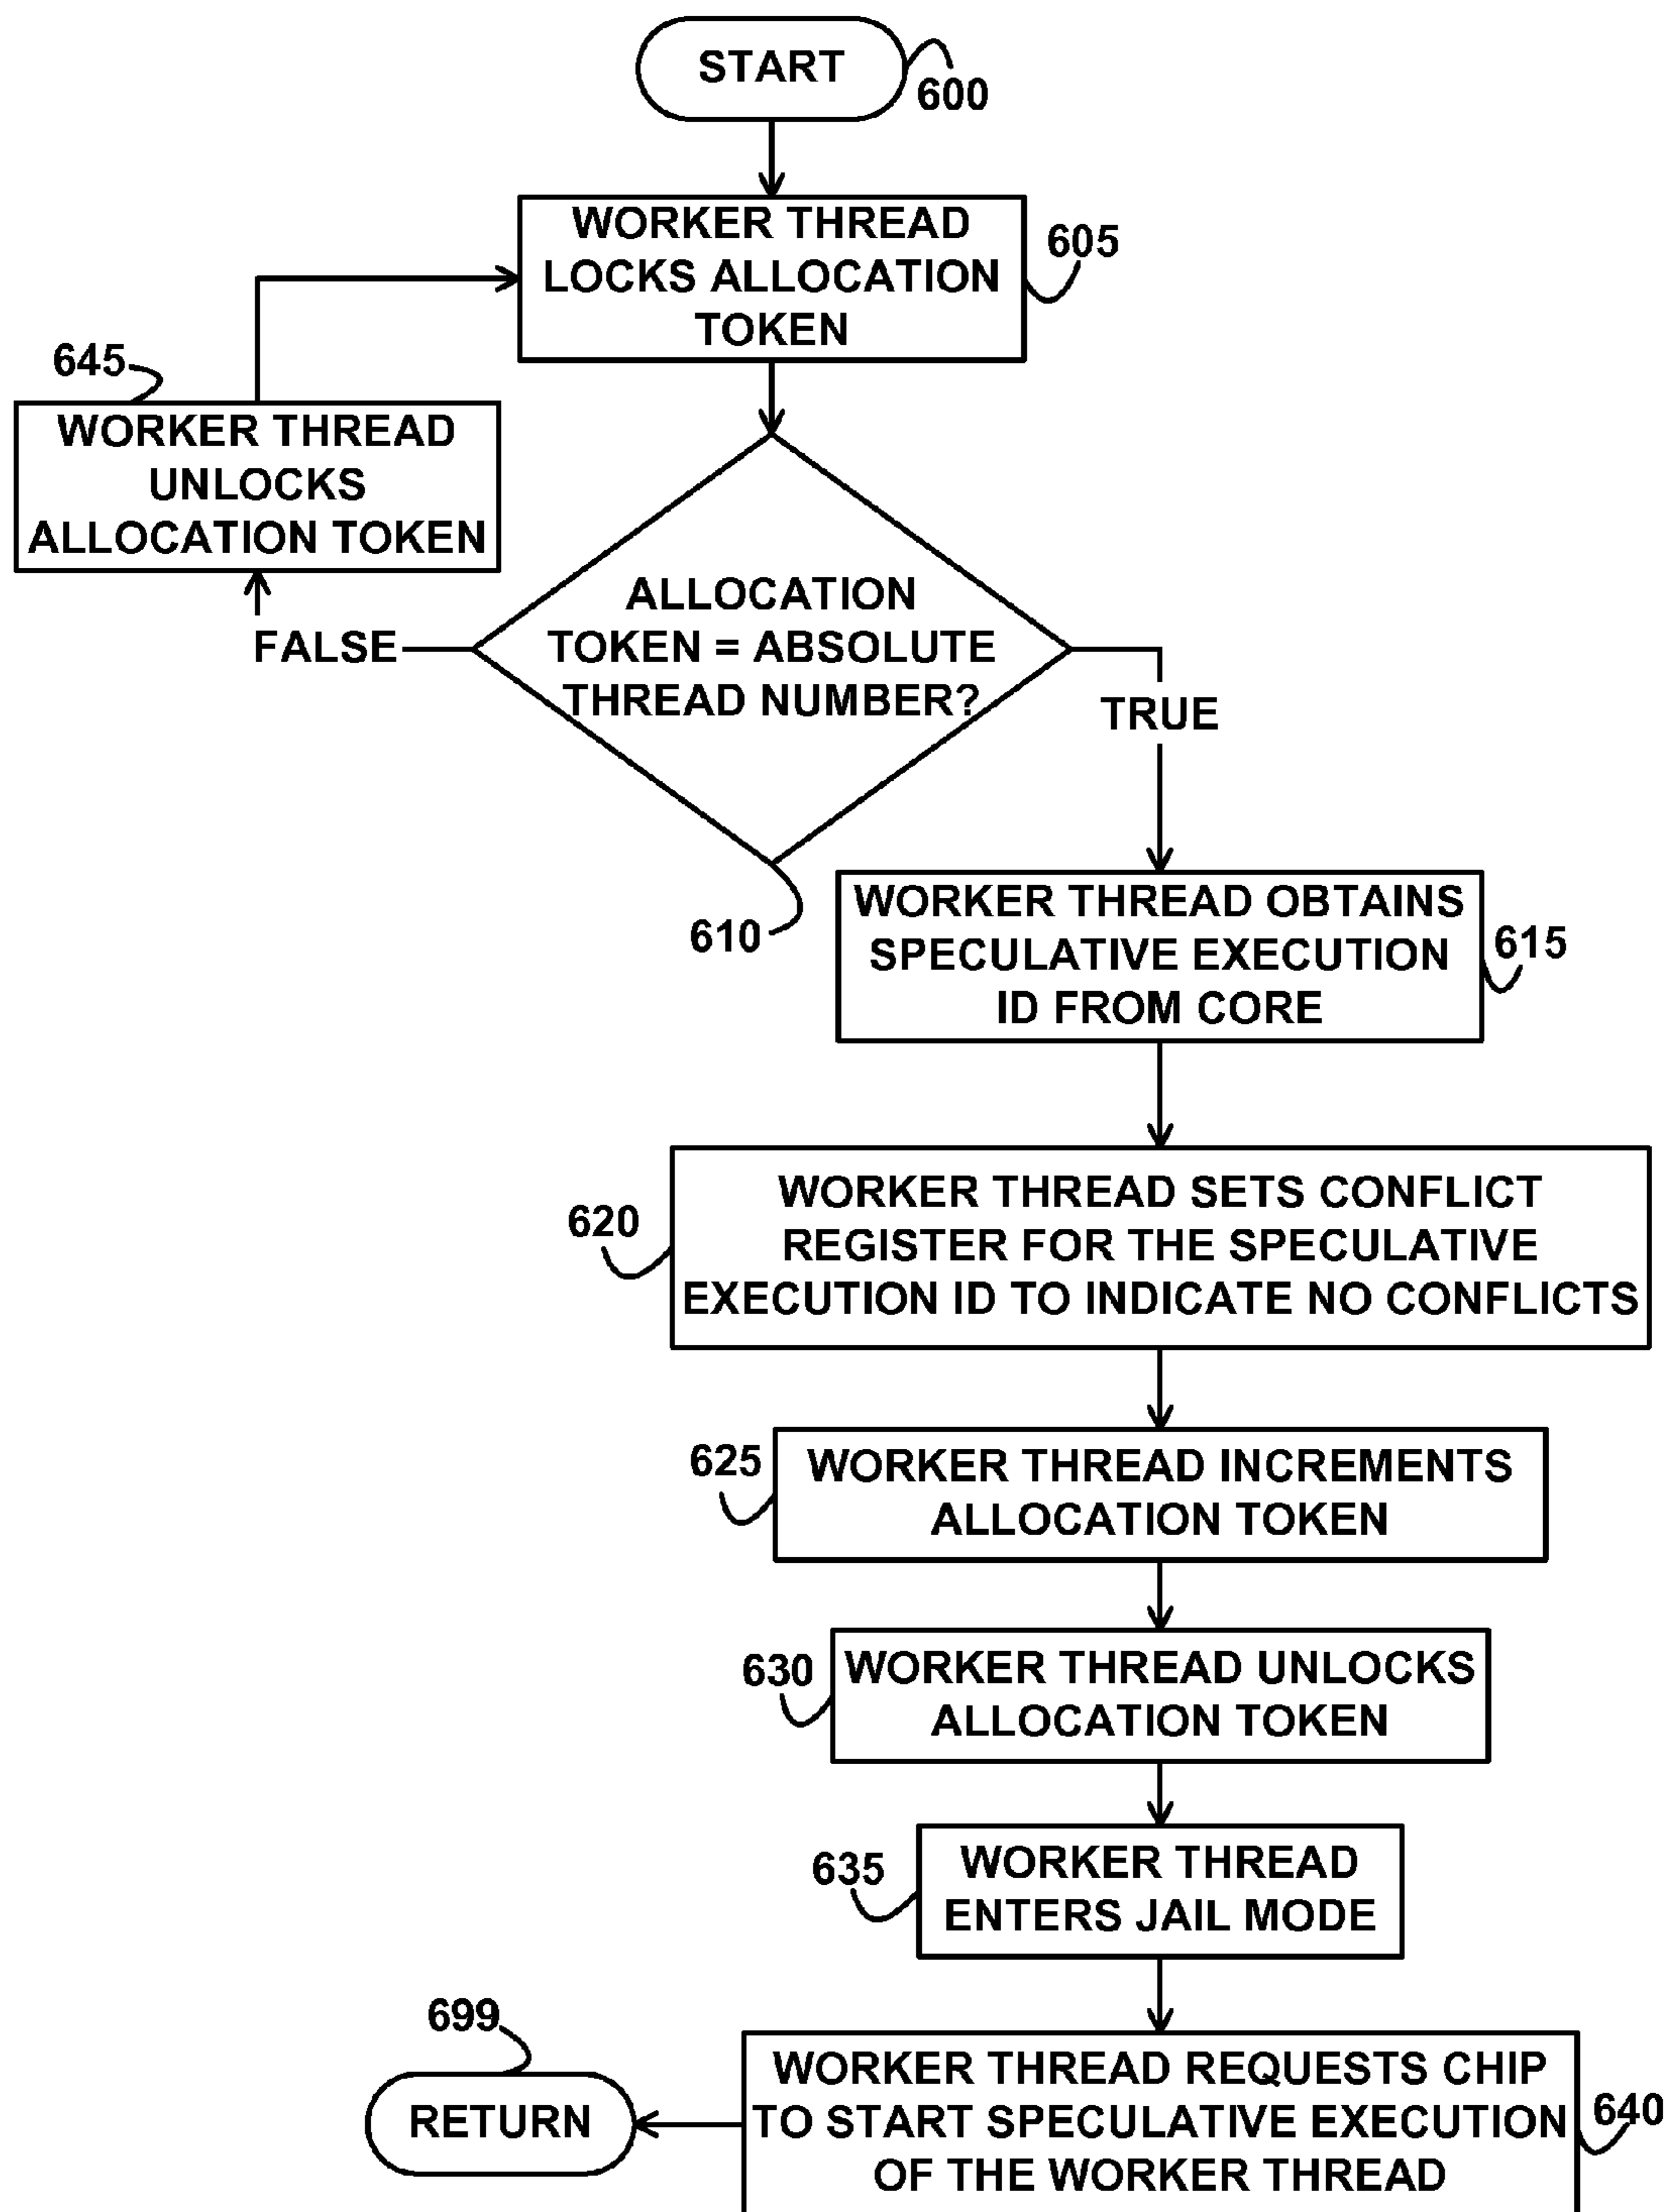 START
600
WORKER THREAD
LOCKS ALLOCATION
TOKEN
605
645
WORKER THREAD
UNLOCKS
ALLOCATION TOKEN
ALLOCATION
TOKEN = ABSOLUTE
THREAD NUMBER?
FALSE
TRUE
610
WORKER THREAD OBTAINS
SPECULATIVE EXECUTION
ID FROM CORE
615
620
WORKER THREAD SETS CONFLICT
REGISTER FOR THE SPECULATIVE
EXECUTION ID TO INDICATE NO CONFLICTS
625
WORKER THREAD INCREMENTS
ALLOCATION TOKEN
630
WORKER THREAD UNLOCKS
ALLOCATION TOKEN
635
WORKER THREAD
ENTERS JAIL MODE
699
RETURN
WORKER THREAD REQUESTS CHIP
TO START SPECULATIVE EXECUTION
OF THE WORKER THREAD
640